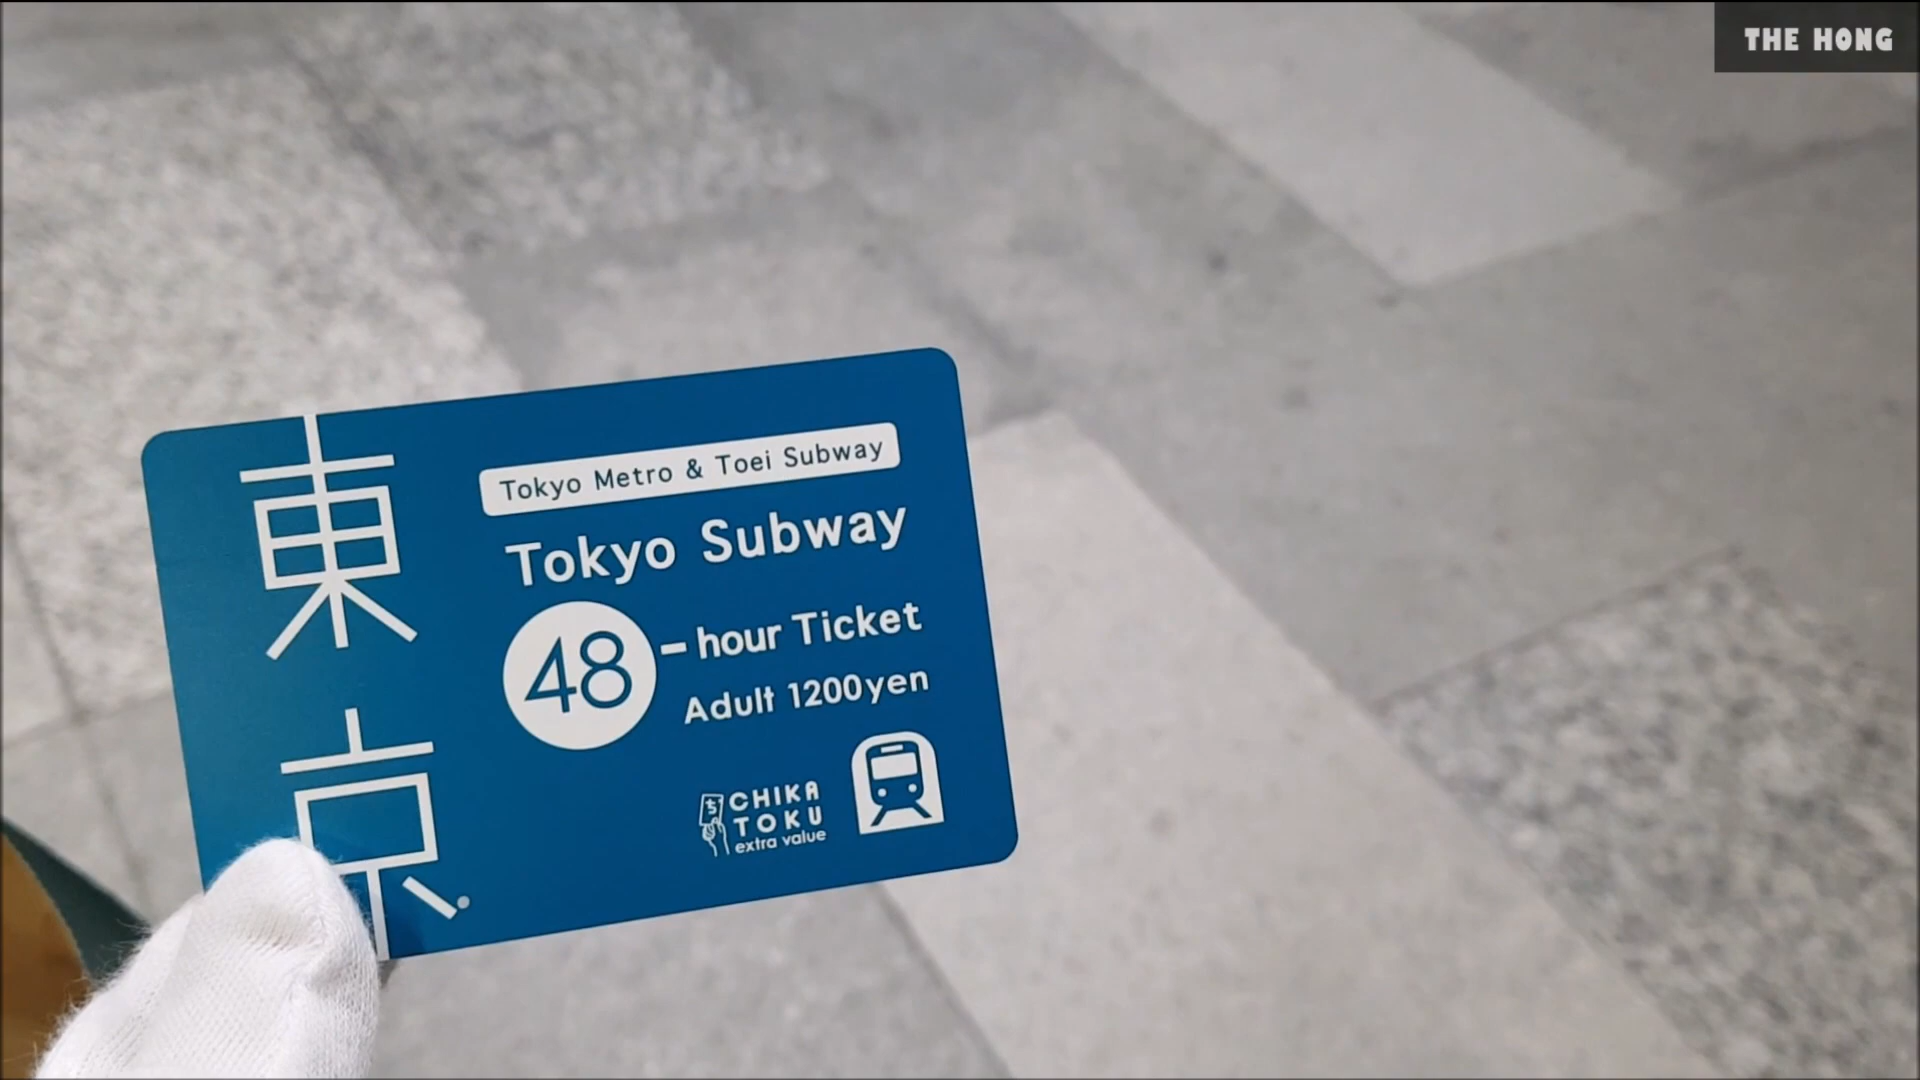 THE HONG
東京
Tokyo Metro & Toei Subway
Tokyo Subway
48-hour Ticket
Adult 1200yen
ち
CHIKA
TOKU
extra value